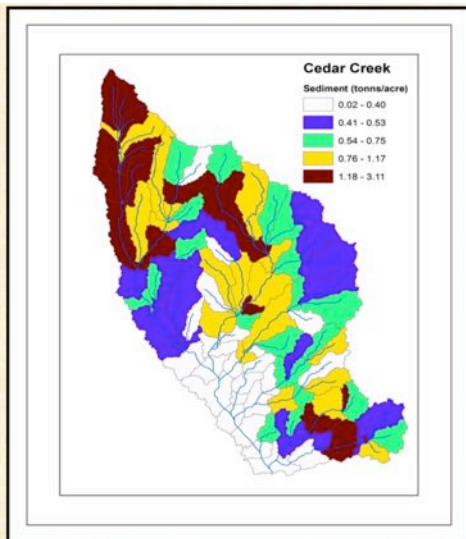 Cedar Creek
Sediment (tonns/acre)
0.02 - 0.40
0.41 - 0.53
0.54 - 0.75
0.76 - 1.17
1.18 - 3.11